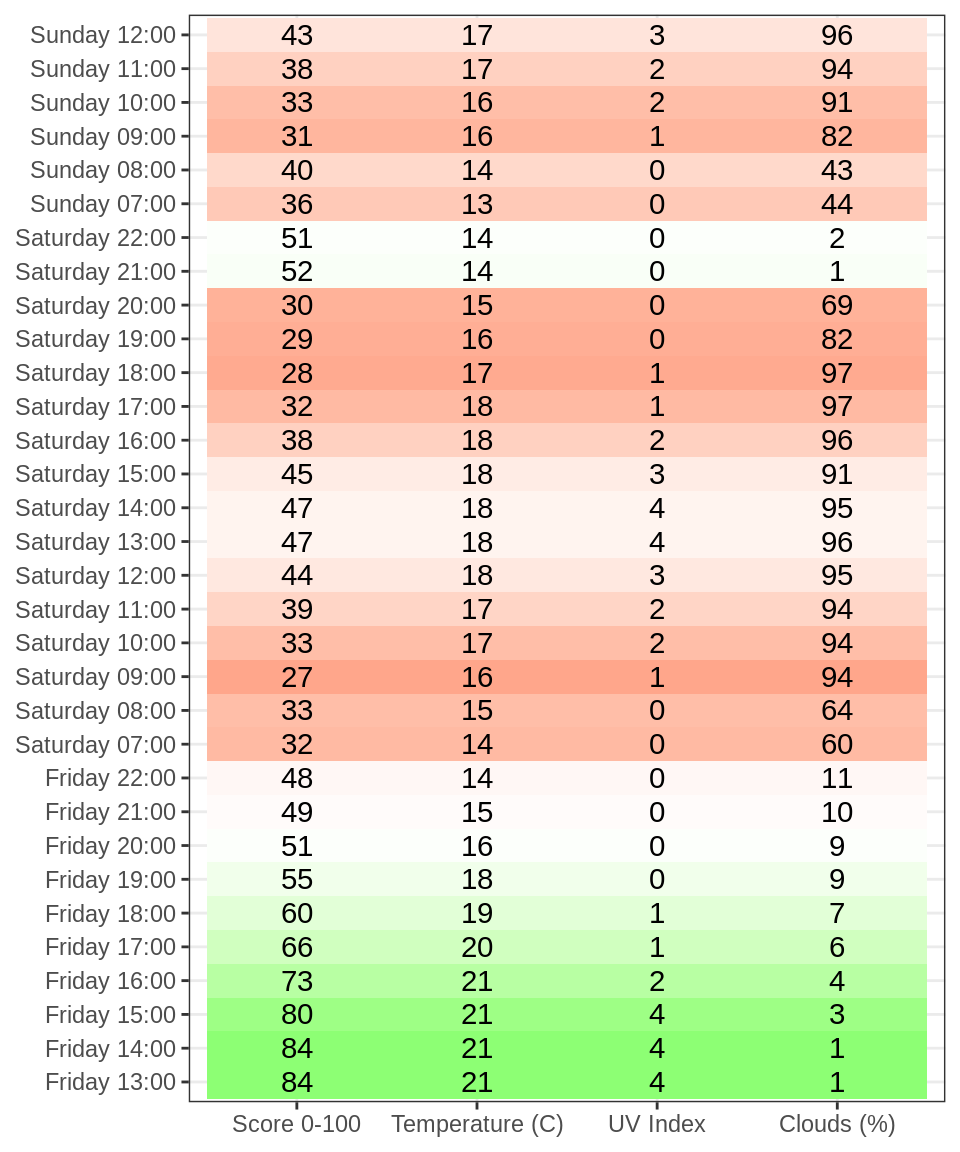 Sunday 12:00 43 17 3 96
Sunday 11:00 38 17 2 94
Sunday 10:00 33 16 2 91
Sunday 09:00 31 16 1 82
Sunday 08:00 40 14 0 43
Sunday 07:00 36 13 0 44
Saturday 22:00 51 14 0 2
Saturday 21:00 52 14 0 1
Saturday 20:00 30 15 0 69
Saturday 19:00 29 16 0 82
Saturday 18:00 28 17 1 97
Saturday 17:00 32 18 1 97
Saturday 16:00 38 18 2 96
Saturday 15:00 45 18 3 91
Saturday 14:00 47 18 4 95
Saturday 13:00 47 18 4 96
Saturday 12:00 44 18 3 95
Saturday 11:00 39 17 2 94
Saturday 10:00 33 17 2 94
Saturday 09:00 27 16 1 94
Saturday 08:00 33 15 0 64
Saturday 07:00 32 14 0 60
Friday 22:00 48 14 0 11
Friday 21:00 49 15 0 10
Friday 20:00 51 16 0 9
Friday 19:00 55 18 0 9
Friday 18:00 60 19 1 7
Friday 17:00 66 20 1 6
Friday 16:00 73 21 2 4
Friday 15:00 80 21 4 3
Friday 14:00 84 21 4 1
Friday 13:00 84 21 4 1
Score 0-100 Temperature (C) UV Index Clouds (%)